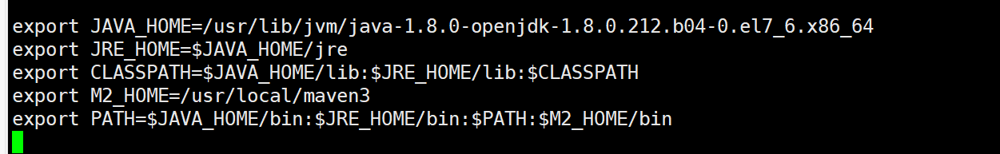 export JAVA_HOME=/usr/lib/jvm/java-1.8.0-openjdk-1.8.0.212.b04-0.el7_6.x86_64
export JRE_HOME=$JAVA_HOME/jre
export CLASSPATH=$JAVA_HOME/lib:$JRE_HOME/lib:$CLASSPATH
export M2_HOME=/usr/local/maven3
export PATH=$JAVA_HOME/bin:$JRE_HOME/bin:$PATH:$M2_HOME/bin